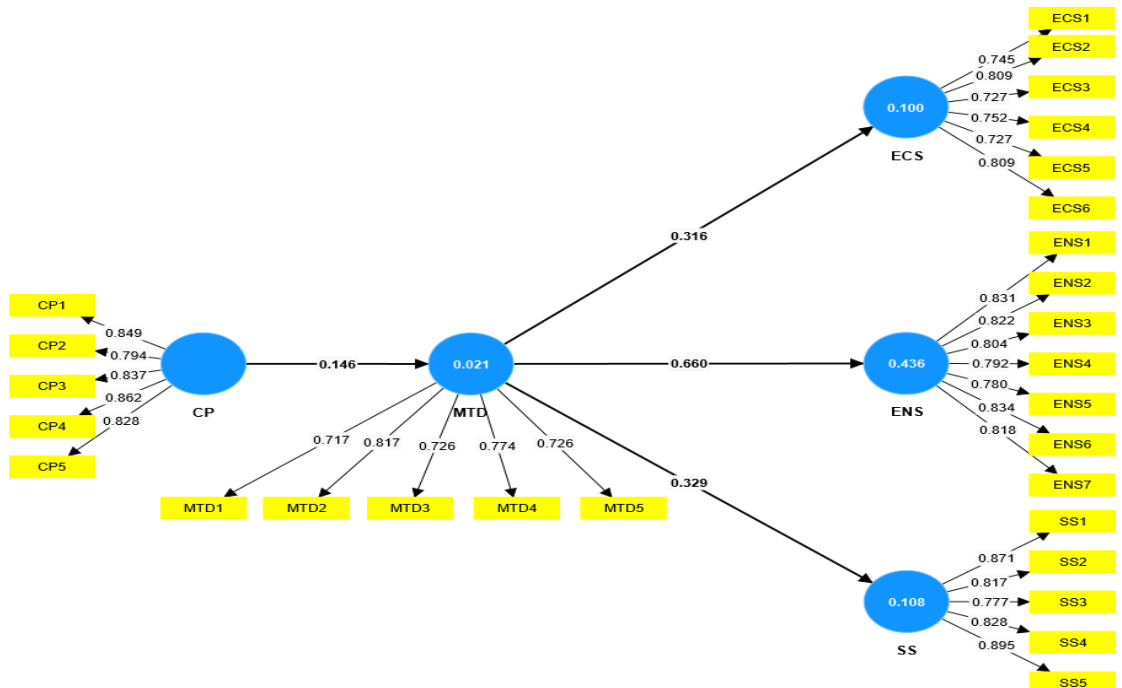 ECS1
ECS2
ECS3
ECS4
ECS5
ECS6
0.745
0.809
0.727
0.752
0.727
0.809
0.100
ECS
0.316
ENS1
ENS2
ENS3
ENS4
ENS5
ENS6
ENS7
0.831
0.822
0.804
0.792
0.780
0.834
0.818
0.436
ENS
0.660
CP1
CP2
CP3
CP4
CP5
0.849
0.794
0.837
0.862
0.828
CP
0.146
0.021
MTD
0.717
0.817
0.726
0.774
0.726
MTD1
MTD2
MTD3
MTD4
MTD5
0.329
SS1
SS2
SS3
SS4
SS5
0.871
0.817
0.777
0.828
0.895
0.108
SS